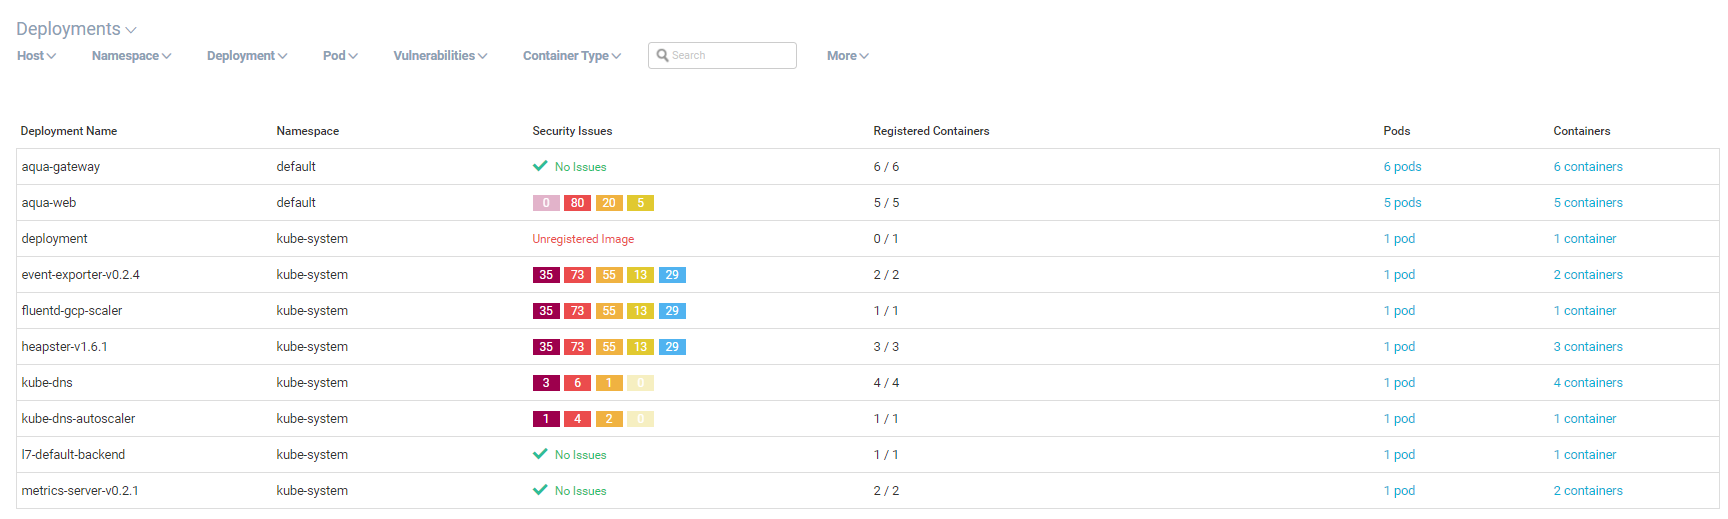 Deployments
Host Namespace Deployment Pod Vulnerabilities Container Type Search More
Deployment Name Namespace Security Issues Registered Containers Pods Containers
aqua-gateway default No Issues 6 / 6 6 pods 6 containers
aqua-web default 0 80 20 5 5 / 5 5 pods 5 containers
deployment kube-system Unregistered Image 0 / 1 1 pod 1 container
event-exporter-v0.2.4 kube-system 35 73 55 13 29 2 / 2 1 pod 2 containers
fluentd-gcp-scaler kube-system 35 73 55 13 29 1 / 1 1 pod 1 container
heapster-v1.6.1 kube-system 35 73 55 13 29 3 / 3 1 pod 3 containers
kube-dns kube-system 3 6 1 0 4 / 4 1 pod 4 containers
kube-dns-autoscaler kube-system 1 4 2 0 1 / 1 1 pod 1 container
l7-default-backend kube-system No Issues 1 / 1 1 pod 1 container
metrics-server-v0.2.1 kube-system No Issues 2 / 2 1 pod 2 containers